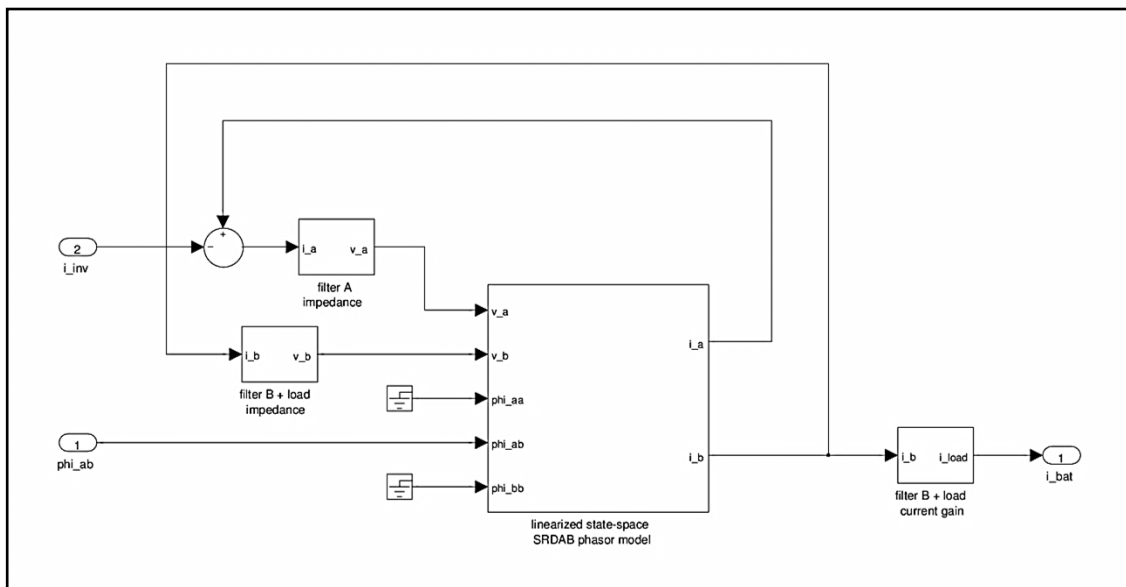 +
2
−
i_inv
i_a
v_a
filter A
impedance
v_a
i_a
i_b
v_b
v_b
filter B + load
impedance
phi_aa
1
phi_ab
phi_ab
i_b
i_b
i_load
1
i_bat
phi_bb
filter B + load
current gain
linearized state-space
SRDAB phasor model